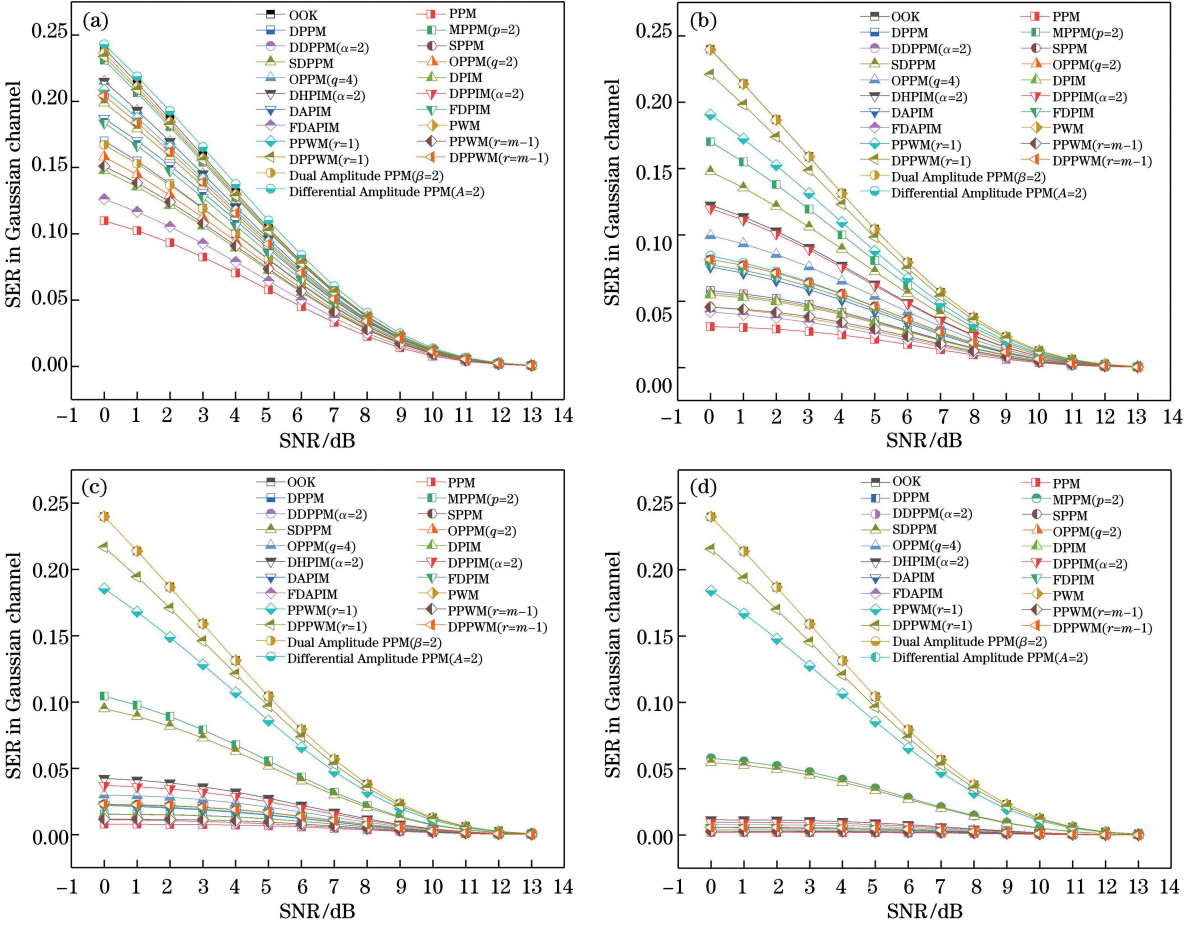 (a)
OOK PPM
DPPM MPPM(p=2)
DDPPM(α=2) SPPM
SDPPM OPPM(q=2)
OPPM(q=4) DPIM
DHPIM(α=2) DPPIM(α=2)
DAPIM FDPIM
FDAPIM PWM
PPWM(r=1) PPWM(r=m−1)
DPPWM(r=1) DPPWM(r=m−1)
Dual Amplitude PPM(β=2)
Differential Amplitude PPM(A=2)
SER in Gaussian channel
0.25
0.20
0.15
0.10
0.05
0.00
−1 0 1 2 3 4 5 6 7 8 9 10 11 12 13 14
SNR/dB
(b)
OOK PPM
DPPM MPPM(p=2)
DDPPM(α=2) SPPM
SDPPM OPPM(q=2)
OPPM(q=4) DPIM
DHPIM(α=2) DPPIM(α=2)
DAPIM FDPIM
FDAPIM PWM
PPWM(r=1) PPWM(r=m−1)
DPPWM(r=1) DPPWM(r=m−1)
Dual Amplitude PPM(β=2)
Differential Amplitude PPM(A=2)
SER in Gaussian channel
0.25
0.20
0.15
0.10
0.05
0.00
−1 0 1 2 3 4 5 6 7 8 9 10 11 12 13 14
SNR/dB
(c)
OOK PPM
DPPM MPPM(p=2)
DDPPM(α=2) SPPM
SDPPM OPPM(q=2)
OPPM(q=4) DPIM
DHPIM(α=2) DPPIM(α=2)
DAPIM FDPIM
FDAPIM PWM
PPWM(r=1) PPWM(r=m−1)
DPPWM(r=1) DPPWM(r=m−1)
Dual Amplitude PPM(β=2)
Differential Amplitude PPM(A=2)
SER in Gaussian channel
0.25
0.20
0.15
0.10
0.05
0.00
−1 0 1 2 3 4 5 6 7 8 9 10 11 12 13 14
SNR/dB
(d)
OOK PPM
DPPM MPPM(p=2)
DDPPM(α=2) SPPM
SDPPM OPPM(q=2)
OPPM(q=4) DPIM
DHPIM(α=2) DPPIM(α=2)
DAPIM FDPIM
FDAPIM PWM
PPWM(r=1) PPWM(r=m−1)
DPPWM(r=1) DPPWM(r=m−1)
Dual Amplitude PPM(β=2)
Differential Amplitude PPM(A=2)
SER in Gaussian channel
0.25
0.20
0.15
0.10
0.05
0.00
−1 0 1 2 3 4 5 6 7 8 9 10 11 12 13 14
SNR/dB